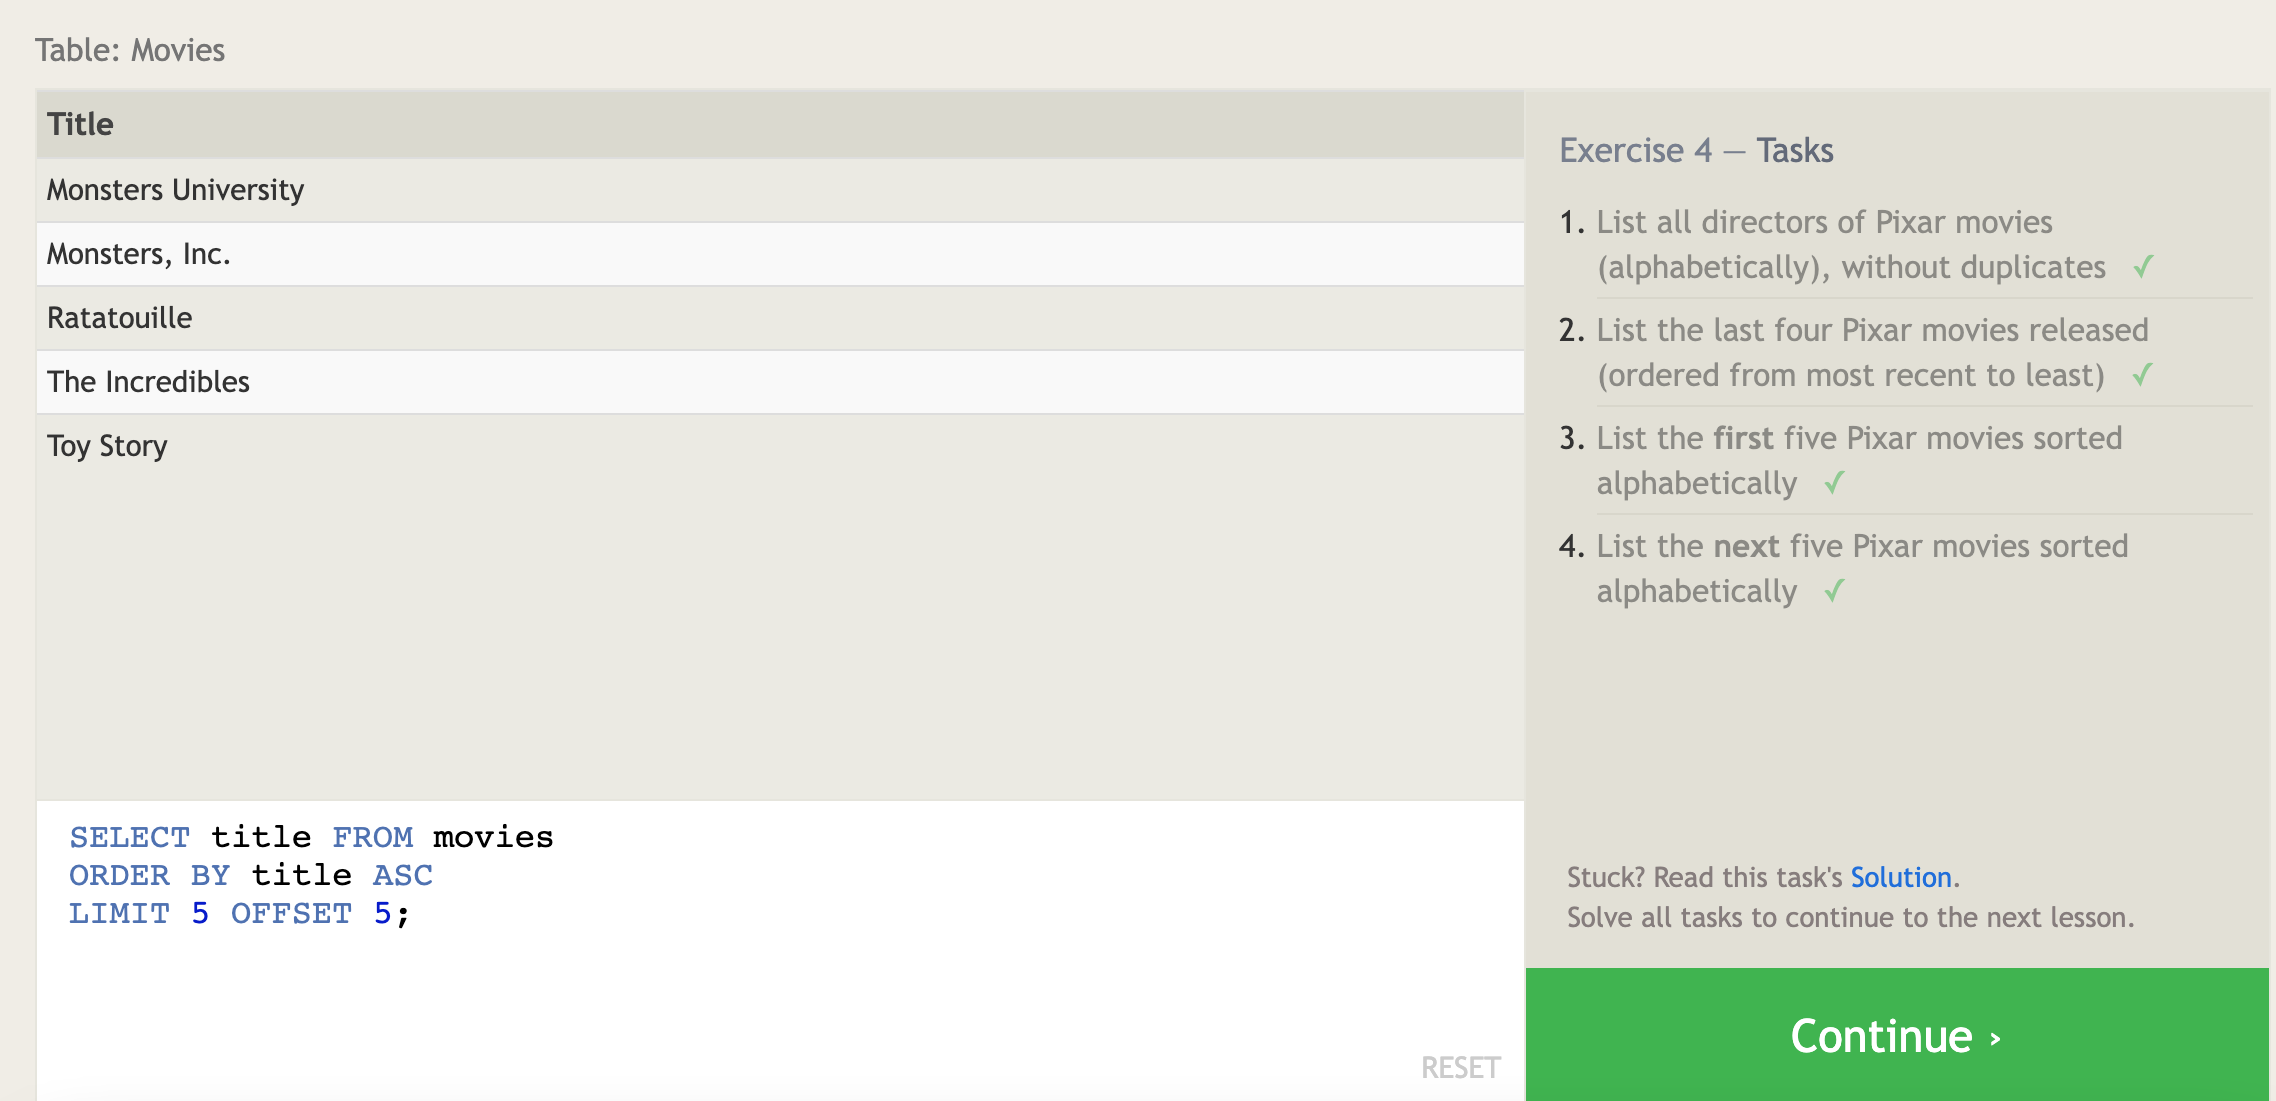 Table: Movies
Title
Monsters University
Monsters, Inc.
Ratatouille
The Incredibles
Toy Story
SELECT title FROM movies
ORDER BY title ASC
LIMIT 5 OFFSET 5;
RESET
Exercise 4 — Tasks
1. List all directors of Pixar movies
(alphabetically), without duplicates ✓
2. List the last four Pixar movies released
(ordered from most recent to least) ✓
3. List the first five Pixar movies sorted
alphabetically ✓
4. List the next five Pixar movies sorted
alphabetically ✓
Stuck? Read this task's Solution.
Solve all tasks to continue to the next lesson.
Continue ›